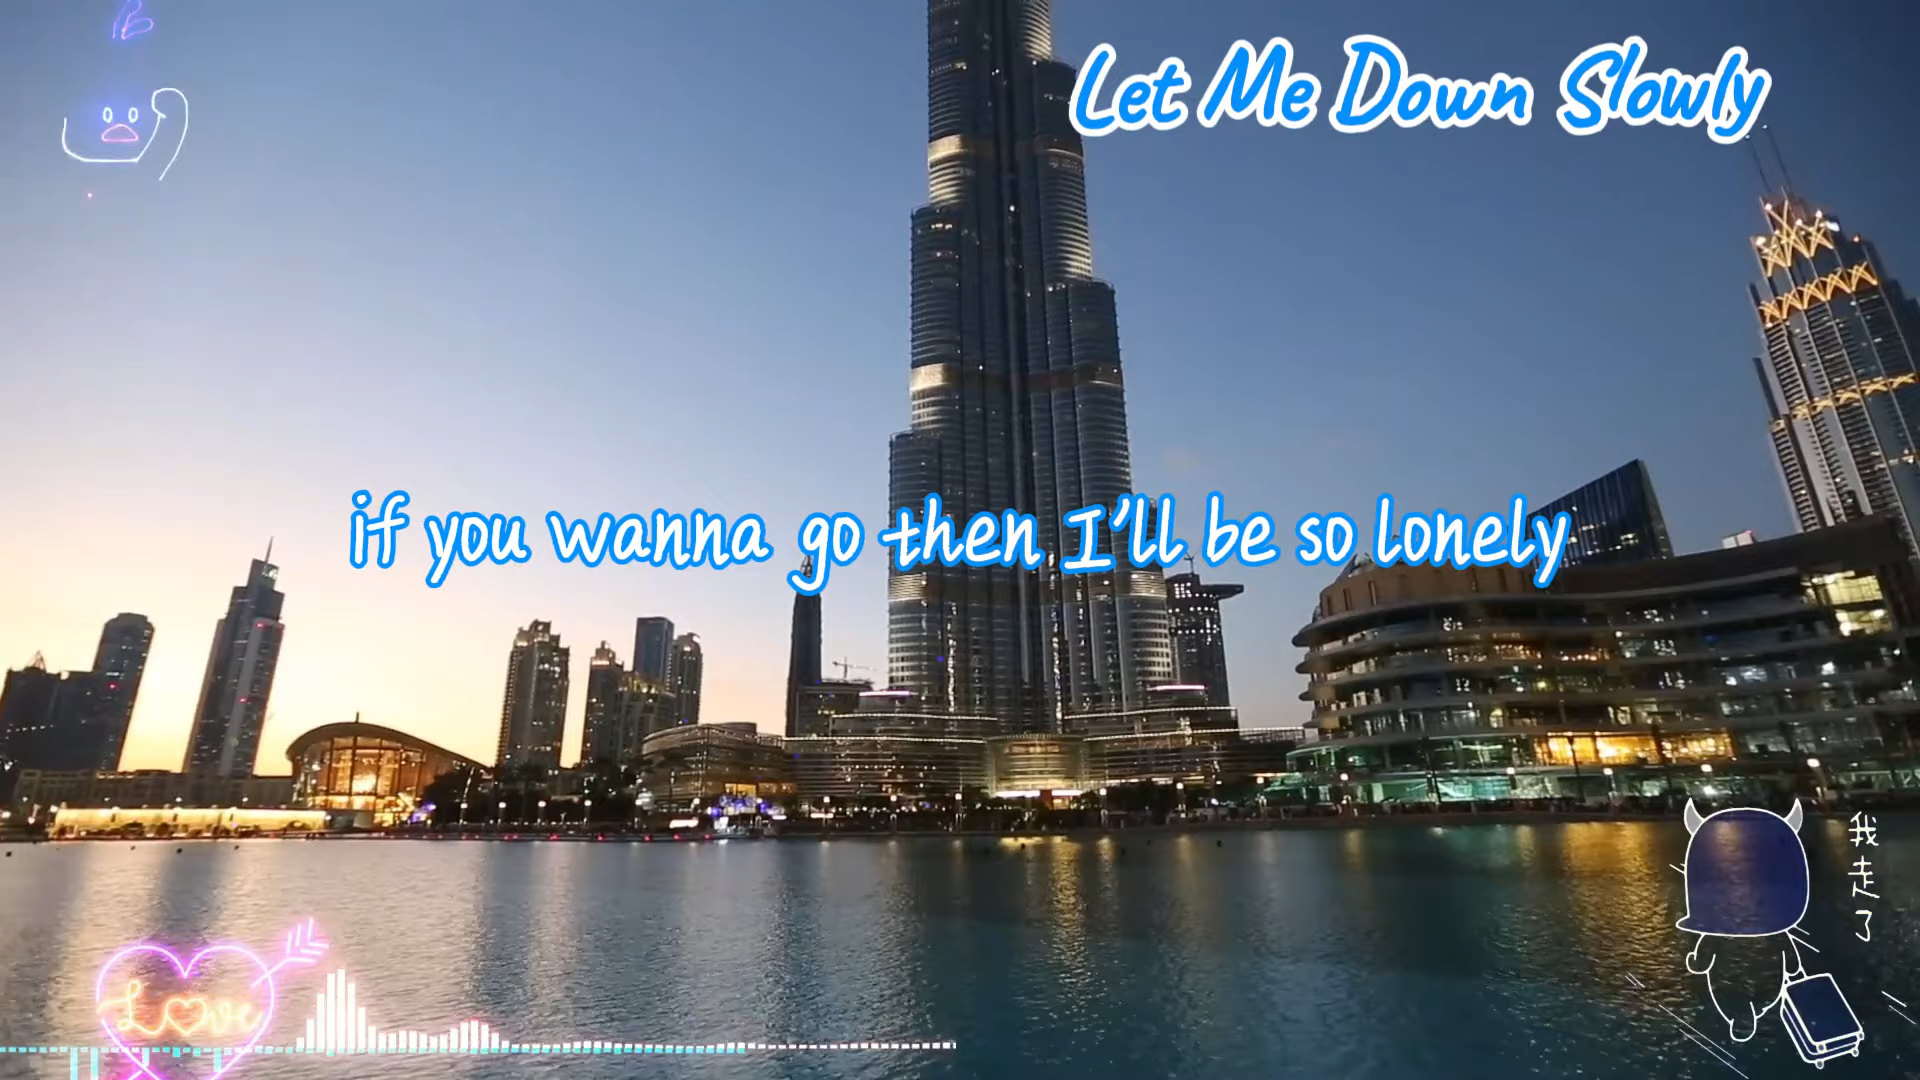 Let Me Down Slowly
if you wanna go then I'll be so lonely
我走了
Love